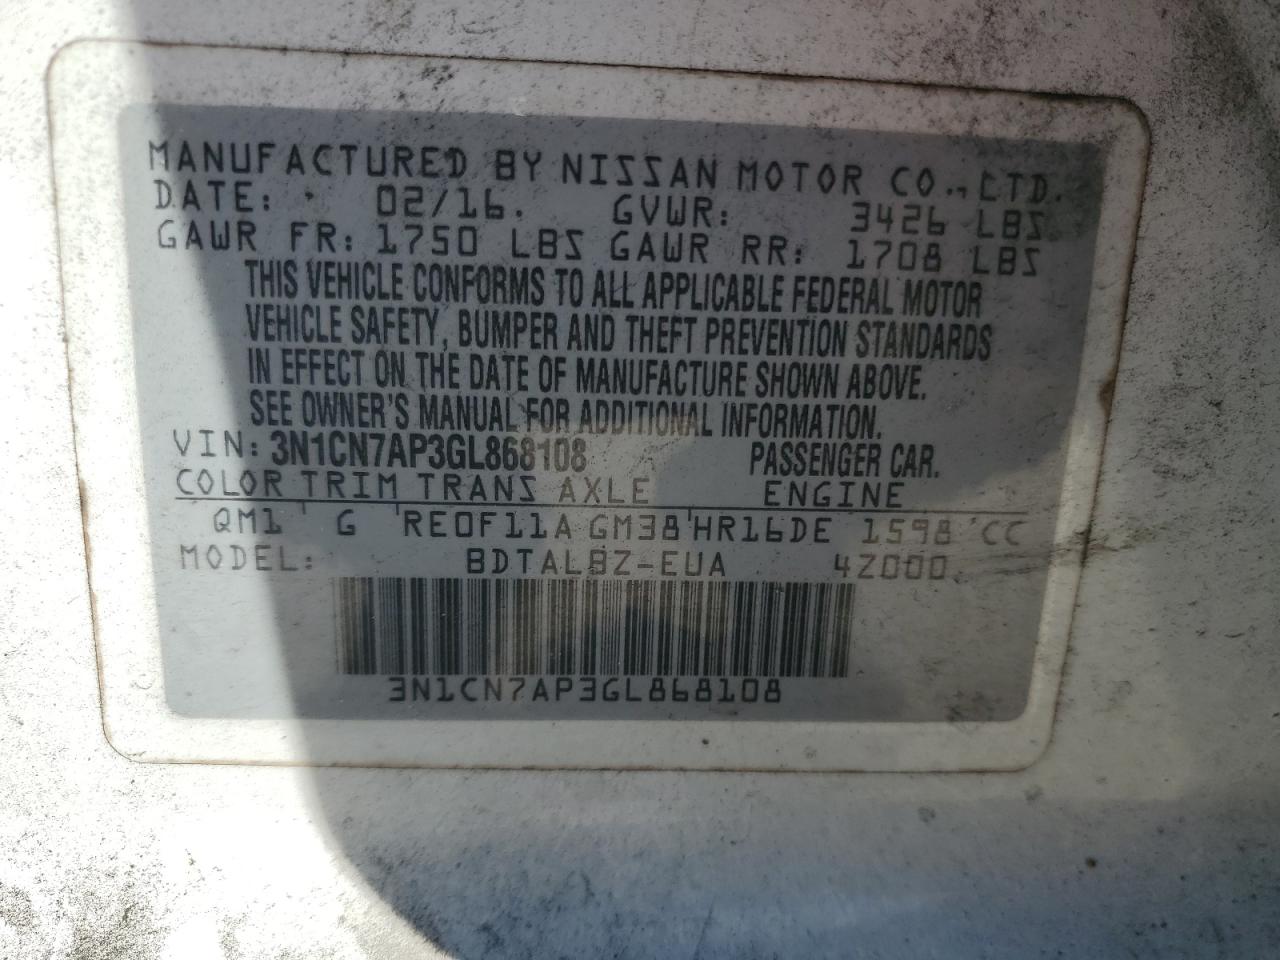 MANUFACTURED BY NISSAN MOTOR CO., LTD.
DATE: 02/16. GVWR: 3426 LBS
GAWR FR: 1750 LBS GAWR RR: 1708 LBS
THIS VEHICLE CONFORMS TO ALL APPLICABLE FEDERAL MOTOR
VEHICLE SAFETY, BUMPER AND THEFT PREVENTION STANDARDS
IN EFFECT ON THE DATE OF MANUFACTURE SHOWN ABOVE.
SEE OWNER'S MANUAL FOR ADDITIONAL INFORMATION.
VIN: 3N1CN7AP3GL868108 PASSENGER CAR.
COLOR TRIM TRANS AXLE ENGINE
QM1 G RE0F11A GM38 HR16DE 1598 CC
MODEL: BDTALBZ-EUA 4Z000
3N1CN7AP3GL868108